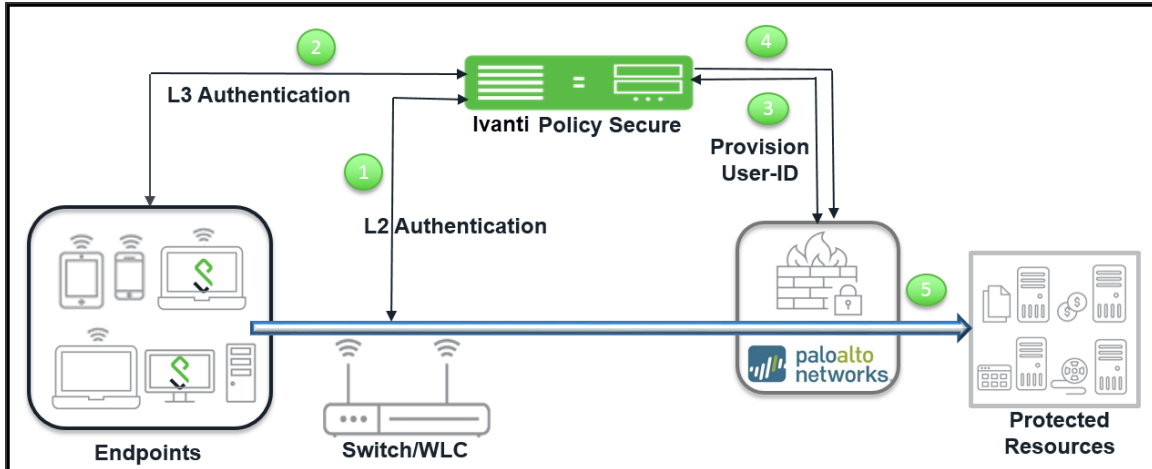 2
4
L3 Authentication
Ivanti Policy Secure
3
Provision
User-ID
1
L2 Authentication
5
paloalto
networks
Endpoints
Switch/WLC
Protected
Resources